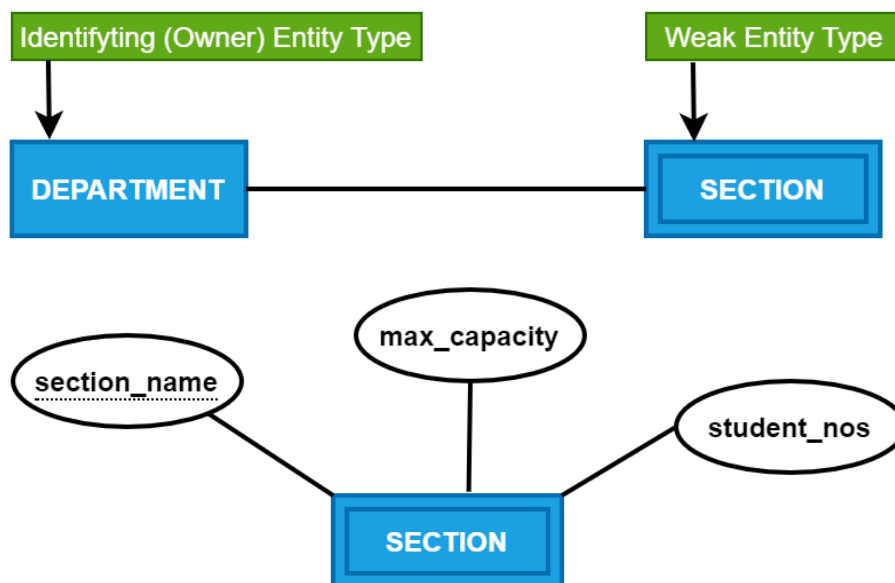 Identifyting (Owner) Entity Type
Weak Entity Type
DEPARTMENT
SECTION
max_capacity
section_name
student_nos
SECTION